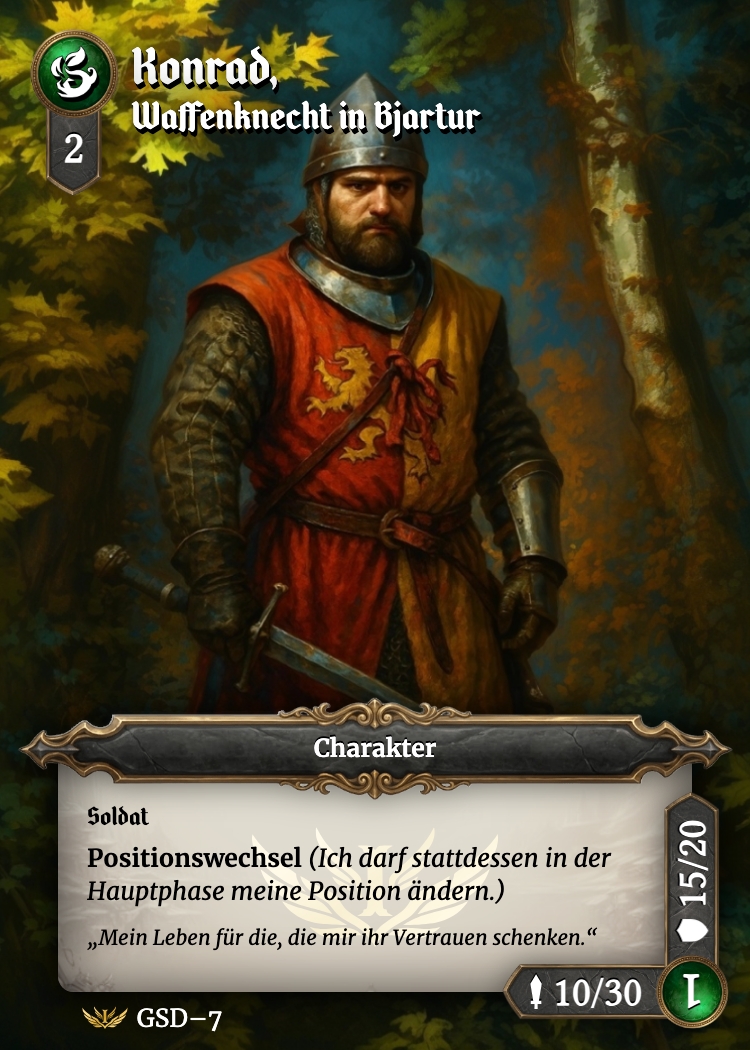 Konrad,
Waffenknecht in Bjartur
2
Charakter
Soldat
Positionswechsel (Ich darf stattdessen in der
Hauptphase meine Position ändern.)
„Mein Leben für die, die mir ihr Vertrauen schenken.“
15/20
10/30
1
GSD–7